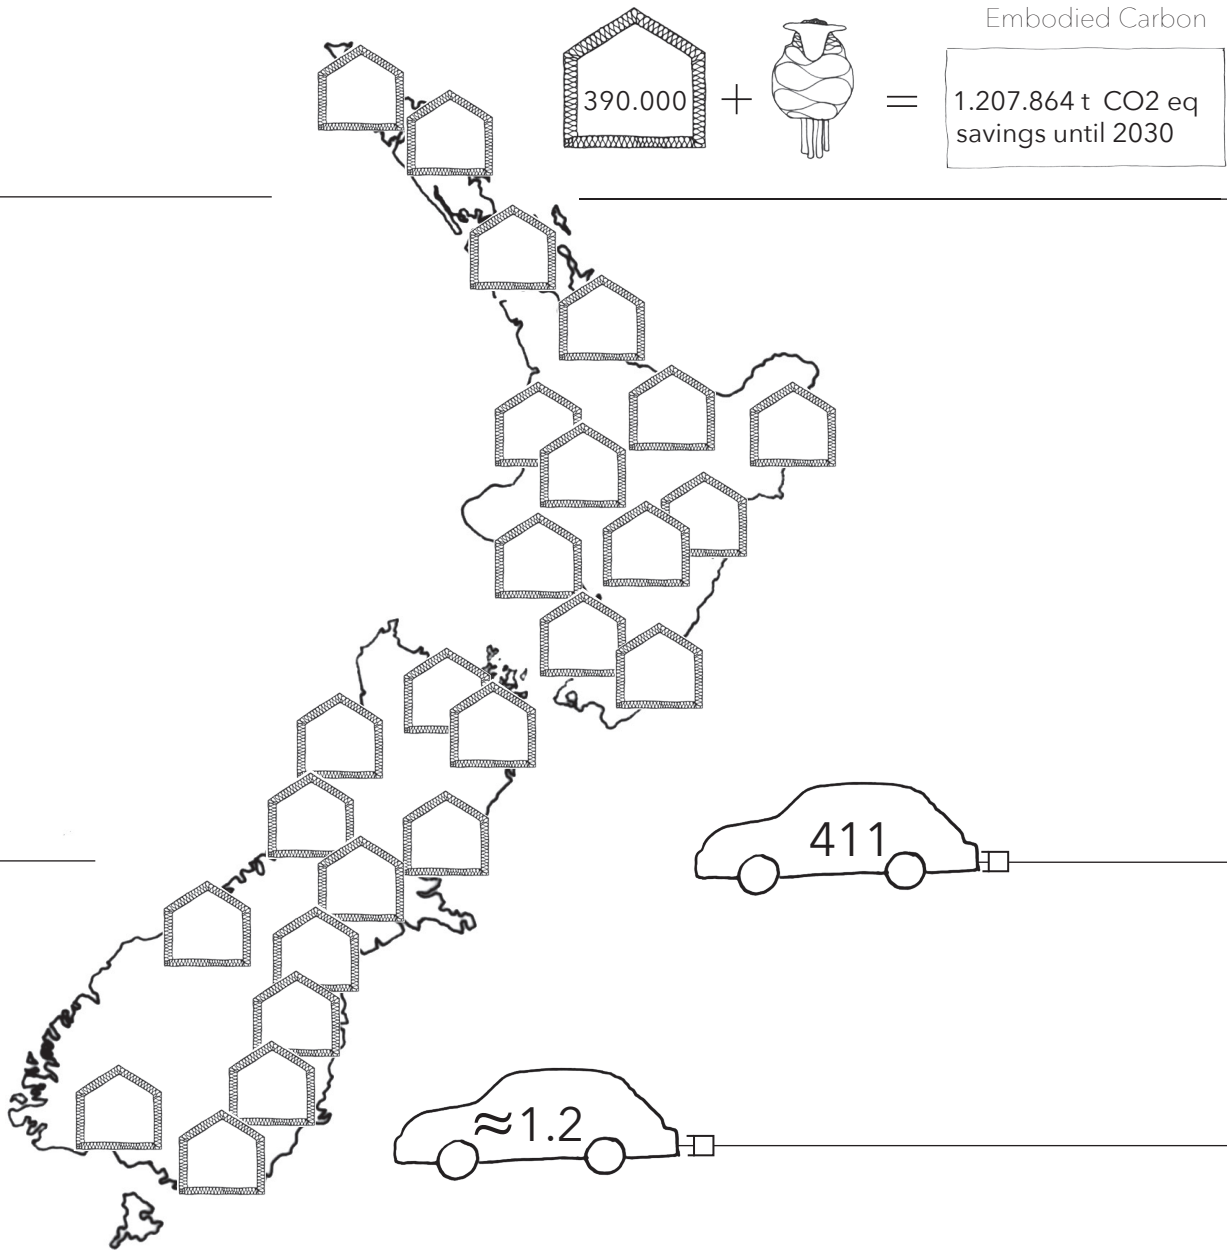 Embodied Carbon
390.000 + = 1.207.864 t CO2 eq
savings until 2030
411
≈1.2